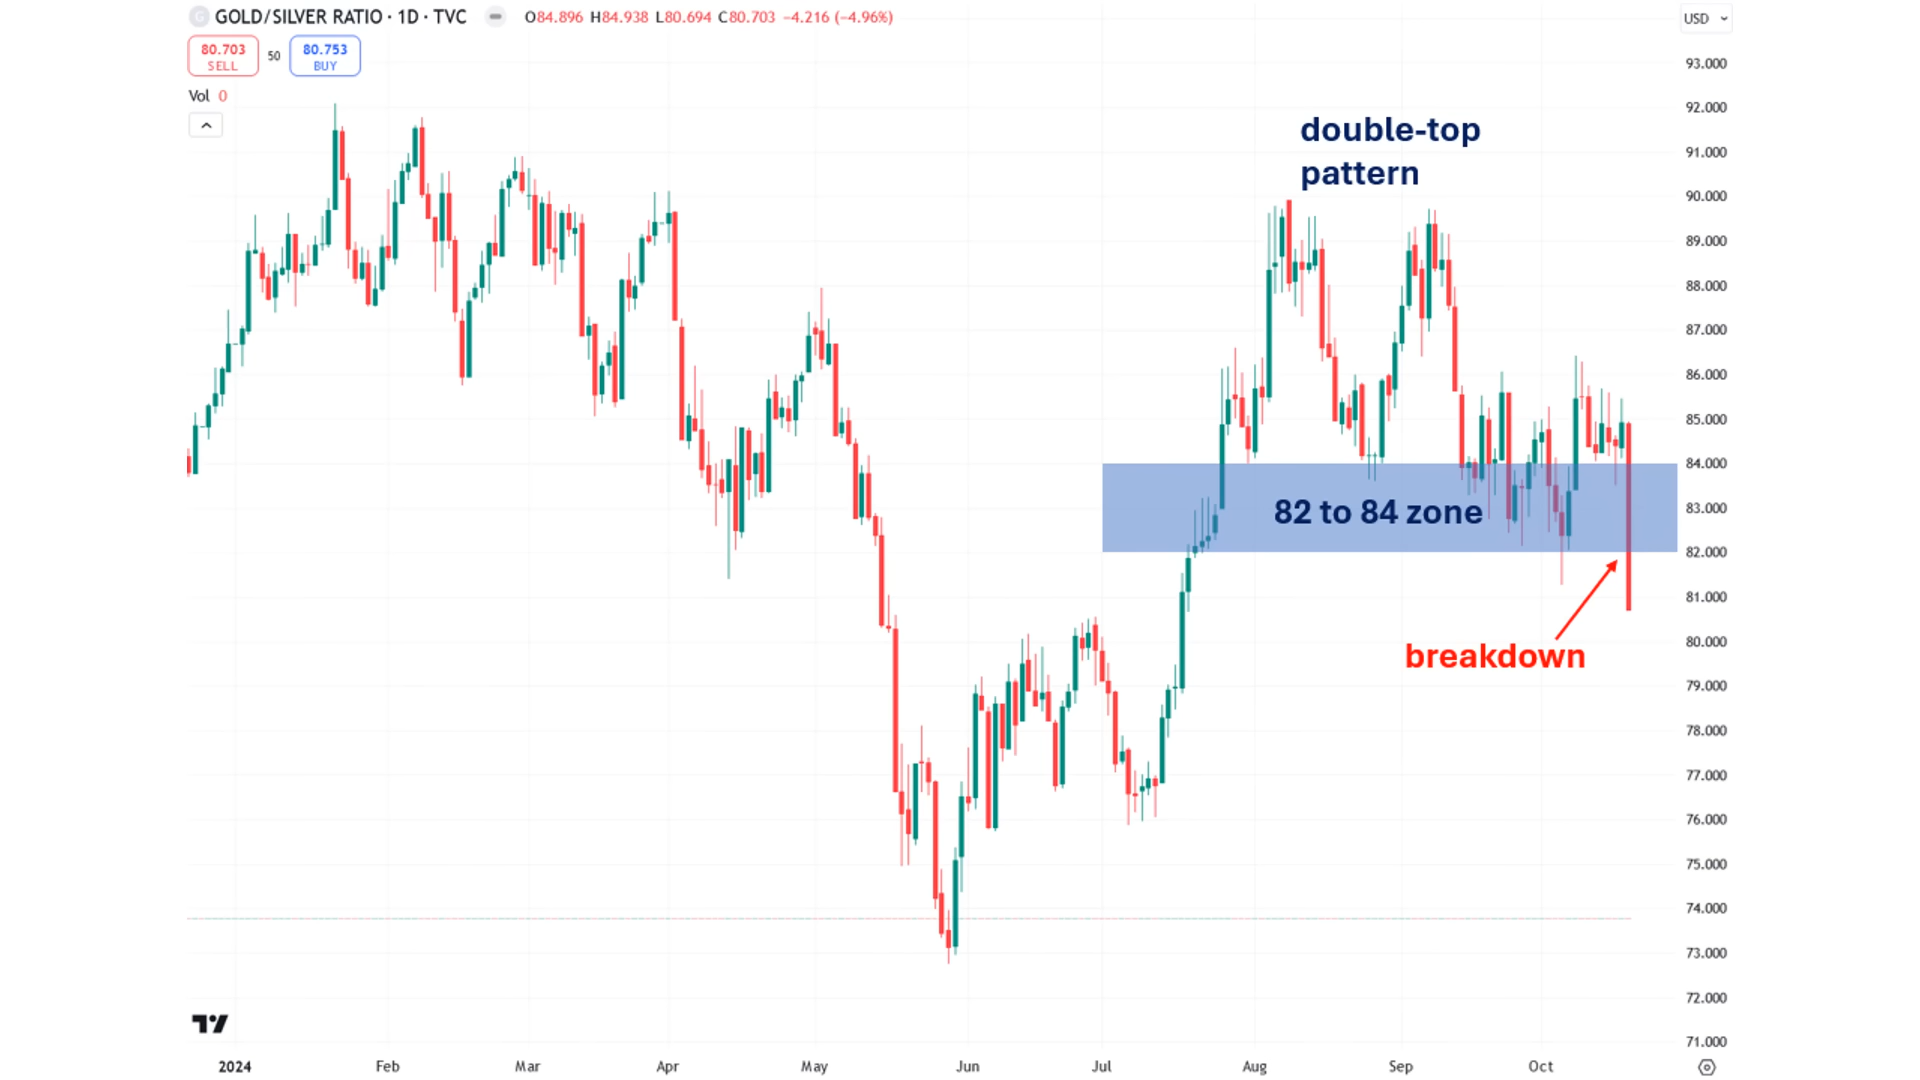 GOLD/SILVER RATIO · 1D · TVC O84.896 H84.938 L80.694 C80.703 −4.216 (−4.96%)
USD
80.703
SELL
50
80.753
BUY
Vol 0
double-top
pattern
82 to 84 zone
breakdown
93.000
92.000
91.000
90.000
89.000
88.000
87.000
86.000
85.000
84.000
83.000
82.000
81.000
80.000
79.000
78.000
77.000
76.000
75.000
74.000
73.000
72.000
71.000
2024 Feb Mar Apr May Jun Jul Aug Sep Oct